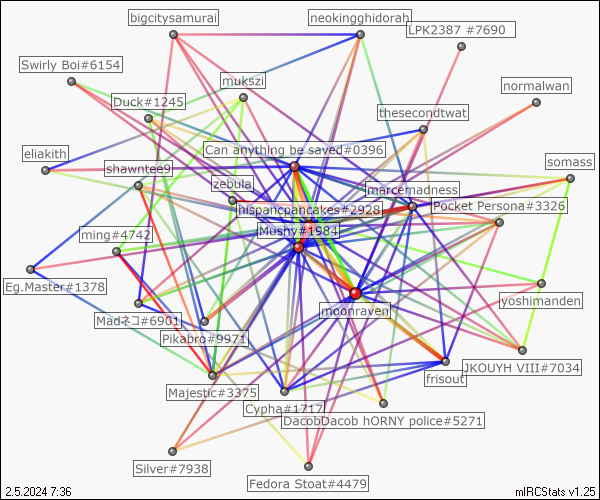 bigcitysamurai
neokingghidorah
LPK2387 #7690
Swirly Boi#6154
mukszi
normalwan
Duck#1245
thesecondtwat
Can anything be saved#0396
eliakith
shawntee9
zebula
marcemadness
somass
hispancpancakes#2928
Pocket Persona#3326
ming#4742
Mushy#1984
Eg.Master#1378
yoshimanden
Madネコ#6901
moonraven
Pikabro#9971
JKOUYH VIII#7034
Majestic#3375
frisout
Cypha#1717
DacobDacob hORNY police#5271
Silver#7938
Fedora Stoat#4479
2.5.2024 7:36
mIRCStats v1.25